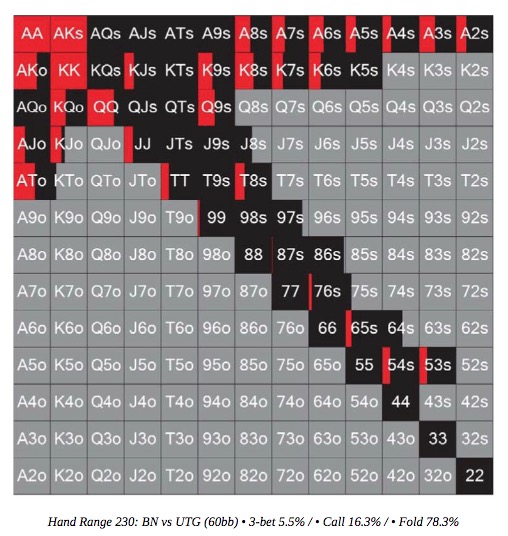 AA AKs AQs AJs ATs A9s A8s A7s A6s A5s A4s A3s A2s
AKo KK KQs KJs KTs K9s K8s K7s K6s K5s K4s K3s K2s
AQo KQo QQ QJs QTs Q9s Q8s Q7s Q6s Q5s Q4s Q3s Q2s
AJo KJo QJo JJ JTs J9s J8s J7s J6s J5s J4s J3s J2s
ATo KTo QTo JTo TT T9s T8s T7s T6s T5s T4s T3s T2s
A9o K9o Q9o J9o T9o 99 98s 97s 96s 95s 94s 93s 92s
A8o K8o Q8o J8o T8o 98o 88 87s 86s 85s 84s 83s 82s
A7o K7o Q7o J7o T7o 97o 87o 77 76s 75s 74s 73s 72s
A6o K6o Q6o J6o T6o 96o 86o 76o 66 65s 64s 63s 62s
A5o K5o Q5o J5o T5o 95o 85o 75o 65o 55 54s 53s 52s
A4o K4o Q4o J4o T4o 94o 84o 74o 64o 54o 44 43s 42s
A3o K3o Q3o J3o T3o 93o 83o 73o 63o 53o 43o 33 32s
A2o K2o Q2o J2o T2o 92o 82o 72o 62o 52o 42o 32o 22
Hand Range 230: BN vs UTG (60bb) • 3-bet 5.5% / • Call 16.3% / • Fold 78.3%